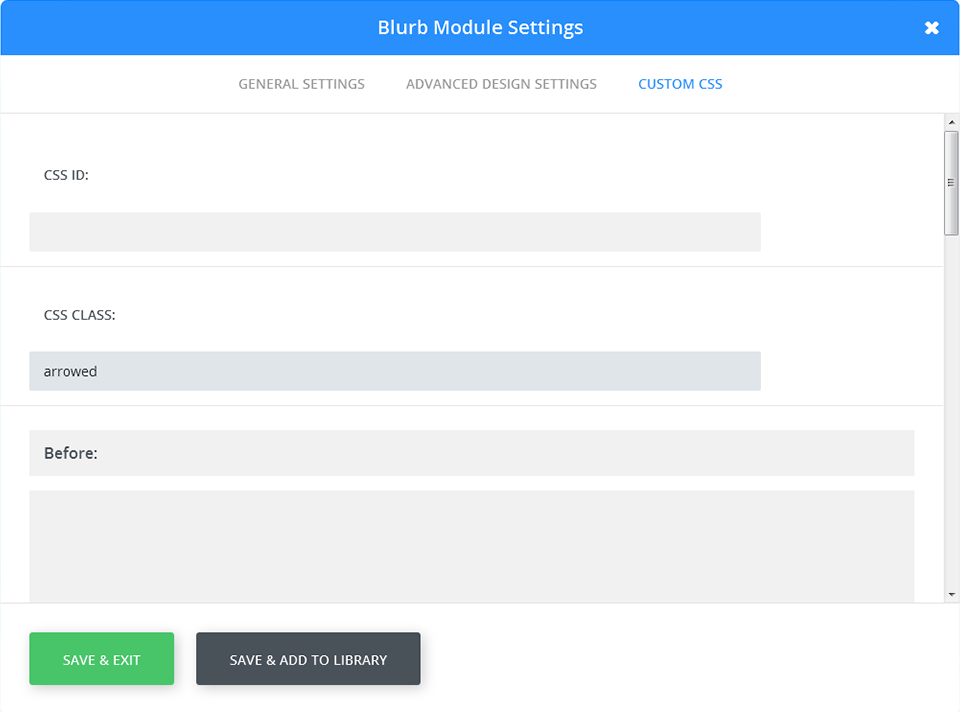 Blurb Module Settings
GENERAL SETTINGS ADVANCED DESIGN SETTINGS CUSTOM CSS
CSS ID:
CSS CLASS:
arrowed
Before:
SAVE & EXIT SAVE & ADD TO LIBRARY